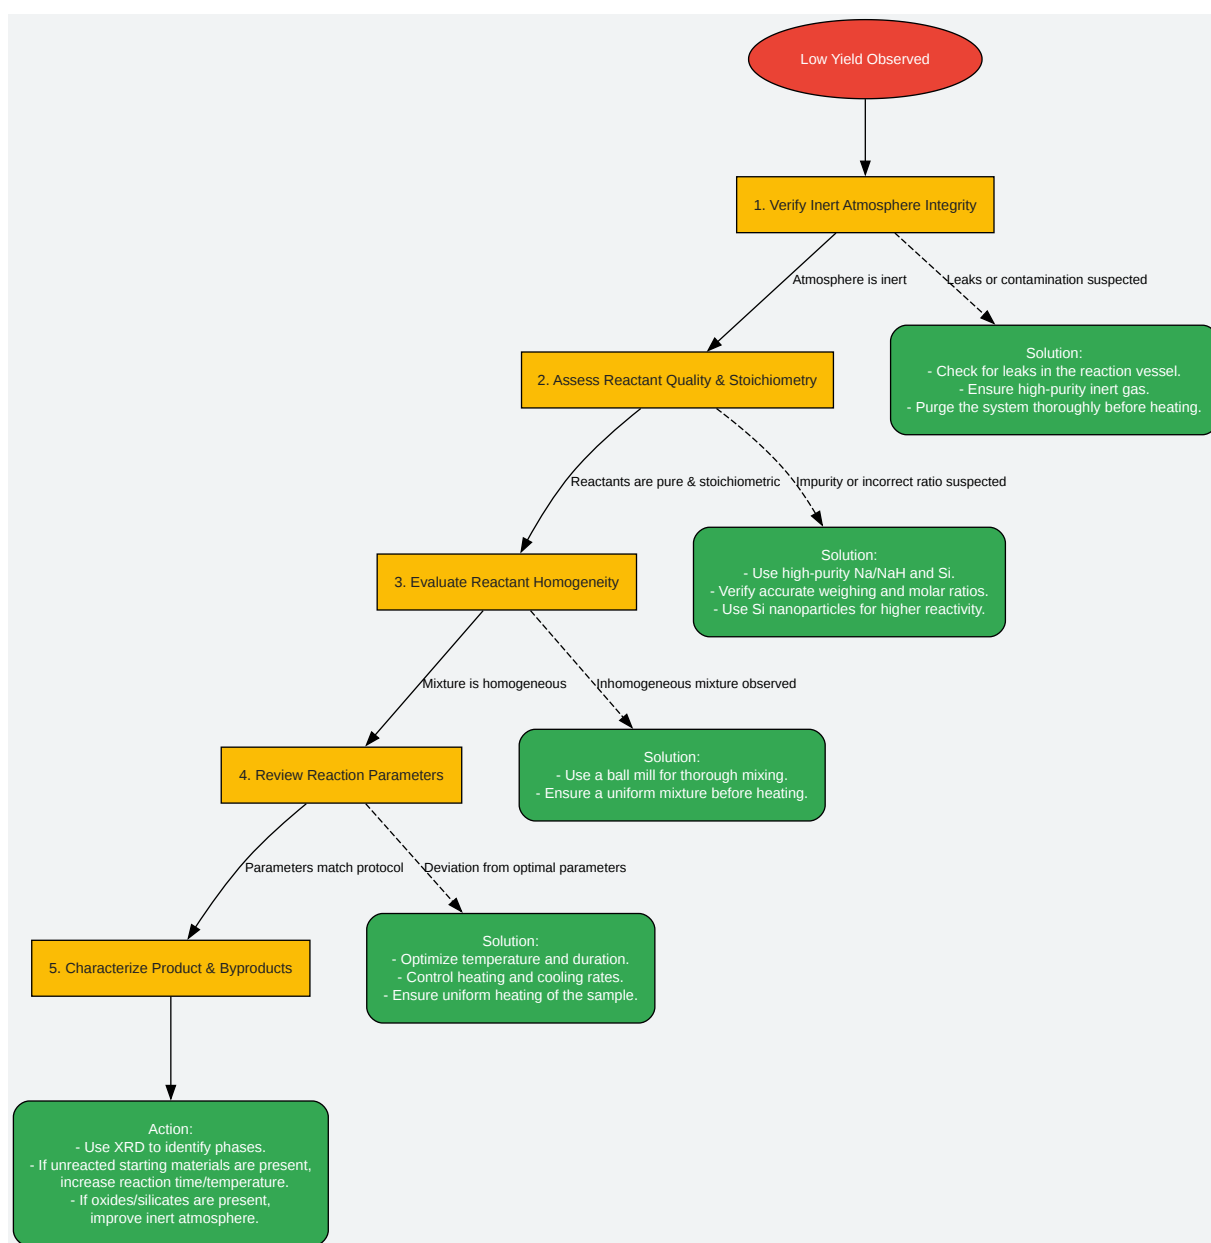 Low Yield Observed
1. Verify Inert Atmosphere Integrity
Atmosphere is inert
Leaks or contamination suspected
Solution:
- Check for leaks in the reaction vessel.
- Ensure high-purity inert gas.
- Purge the system thoroughly before heating.
2. Assess Reactant Quality & Stoichiometry
Reactants are pure & stoichiometric
Impurity or incorrect ratio suspected
Solution:
- Use high-purity Na/NaH and Si.
- Verify accurate weighing and molar ratios.
- Use Si nanoparticles for higher reactivity.
3. Evaluate Reactant Homogeneity
Mixture is homogeneous
Inhomogeneous mixture observed
Solution:
- Use a ball mill for thorough mixing.
- Ensure a uniform mixture before heating.
4. Review Reaction Parameters
Parameters match protocol
Deviation from optimal parameters
Solution:
- Optimize temperature and duration.
- Control heating and cooling rates.
- Ensure uniform heating of the sample.
5. Characterize Product & Byproducts
Action:
- Use XRD to identify phases.
- If unreacted starting materials are present,
increase reaction time/temperature.
- If oxides/silicates are present,
improve inert atmosphere.